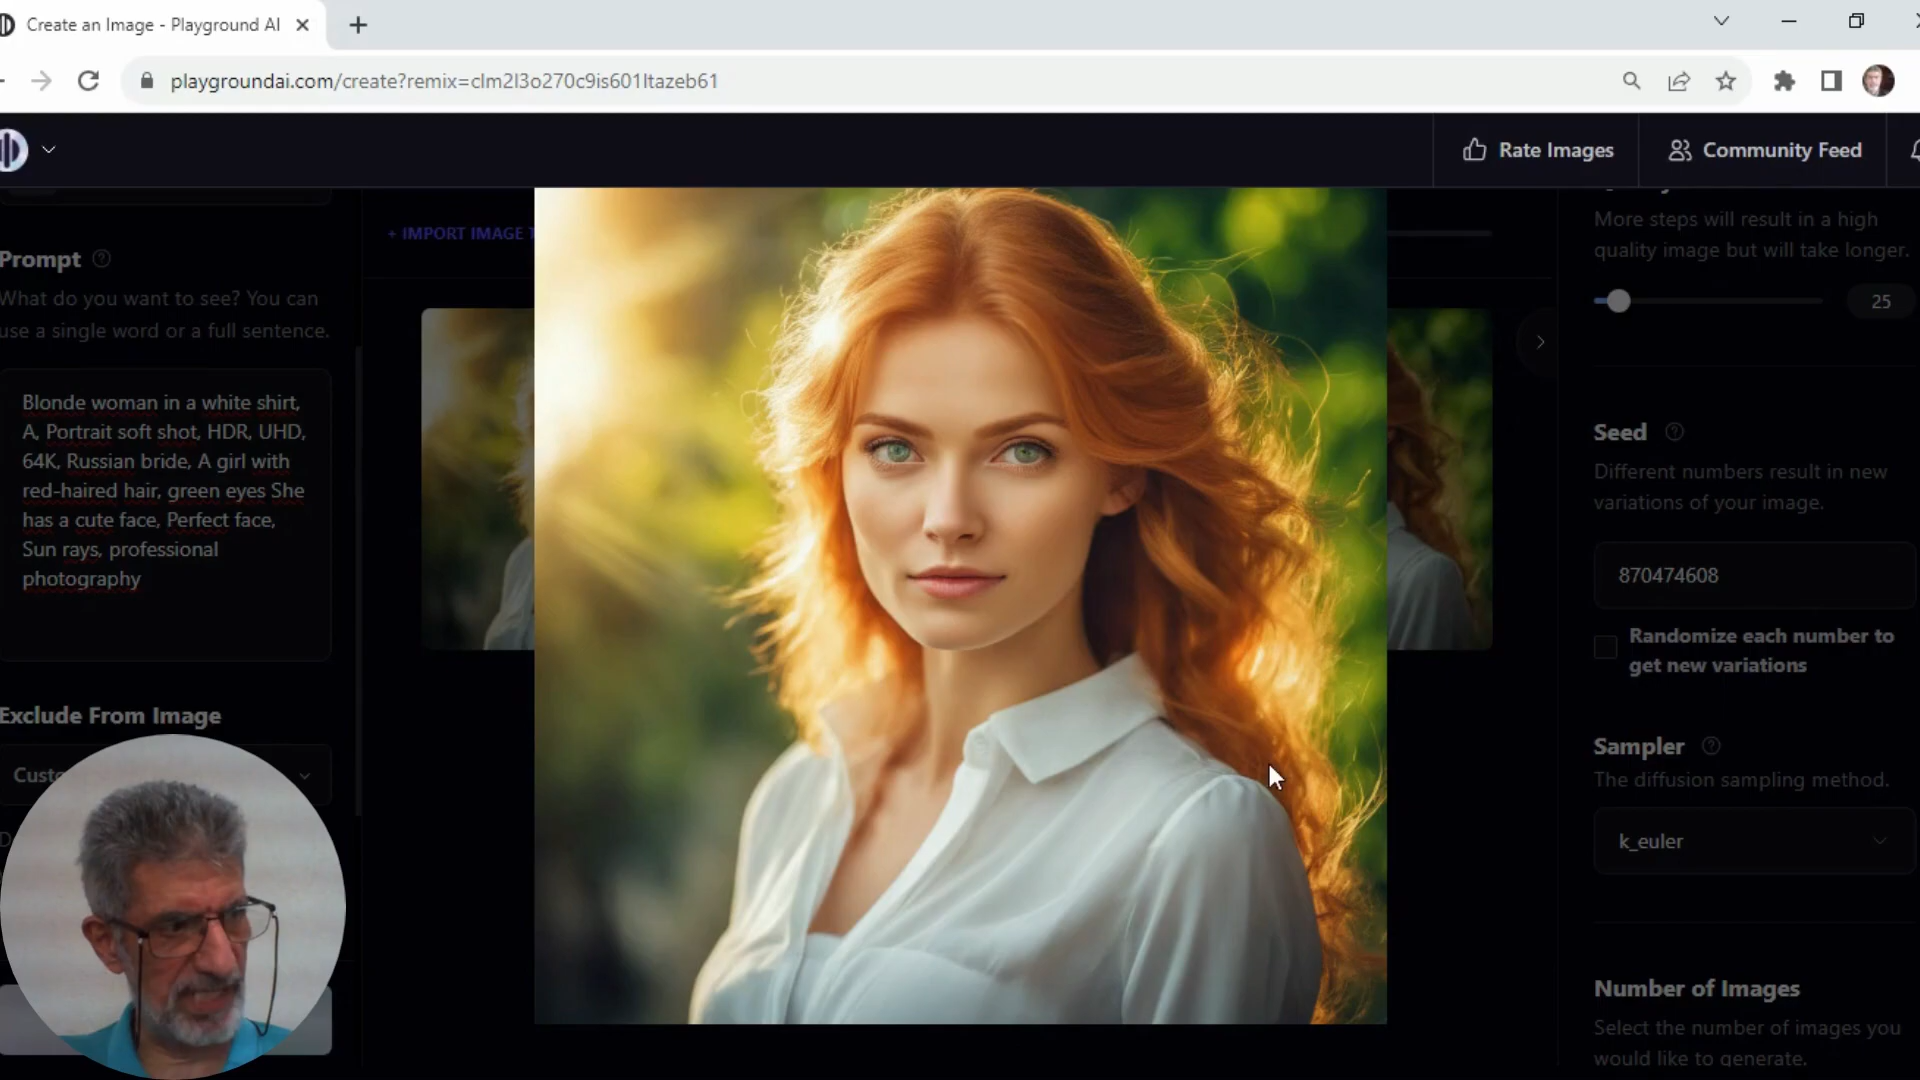 Create an Image - Playground AI
playgroundai.com/create?remix=clm2l3o270c9is601ltazeb61
Rate Images
Community Feed
+ IMPORT IMAGE
Prompt
What do you want to see? You can
use a single word or a full sentence.
Blonde woman in a white shirt,
A, Portrait soft shot, HDR, UHD,
64K, Russian bride, A girl with
red-haired hair, green eyes She
has a cute face, Perfect face,
Sun rays, professional
photography
Exclude From Image
More steps will result in a high
quality image but will take longer.
25
Seed
Different numbers result in new
variations of your image.
870474608
Randomize each number to
get new variations
Sampler
The diffusion sampling method.
k_euler
Number of Images
Select the number of images you
would like to generate.